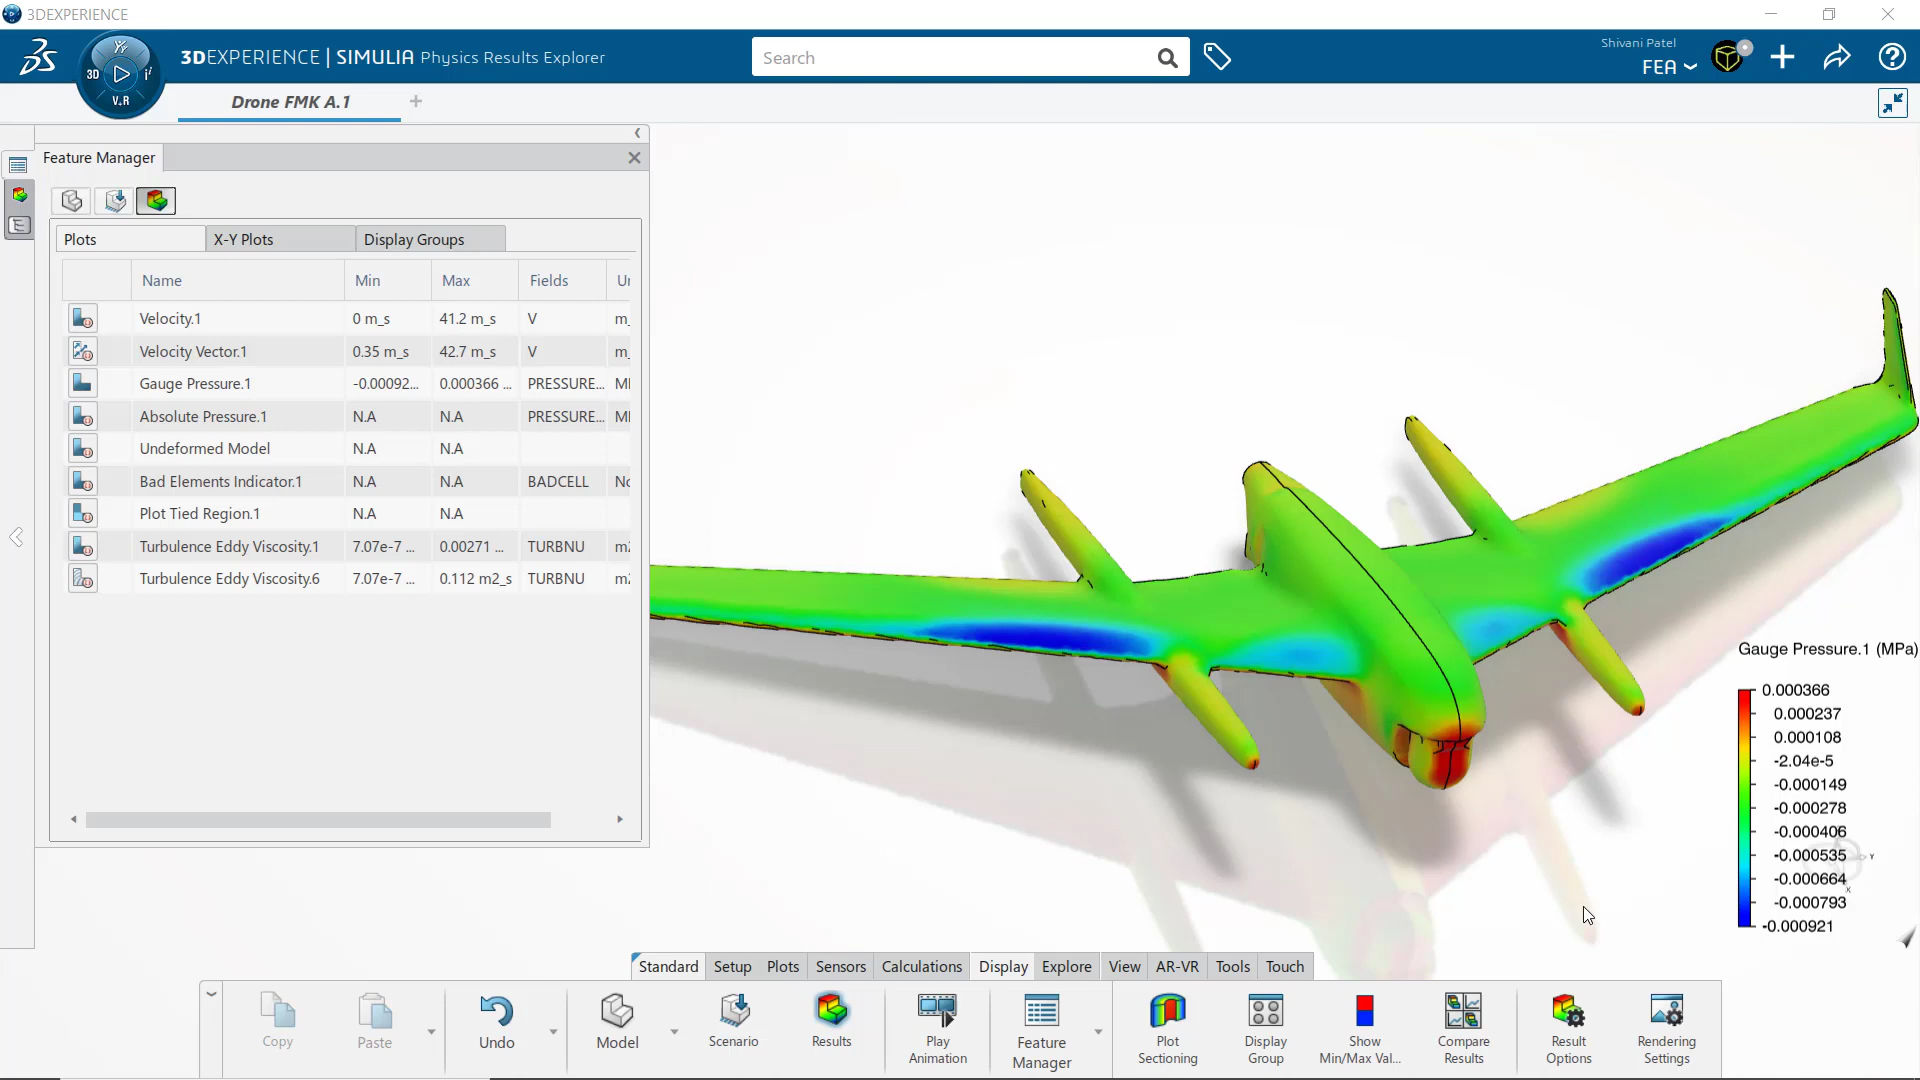 3DEXPERIENCE
3DEXPERIENCE | SIMULIA Physics Results Explorer
Search
Shivani Patel
FEA
3D
V.R
Drone FMK A.1
Feature Manager
Plots
X-Y Plots
Display Groups
Name Min Max Fields
Velocity.1 0 m_s 41.2 m_s V m_
Velocity Vector.1 0.35 m_s 42.7 m_s V m_
Gauge Pressure.1 -0.00092... 0.000366 ... PRESSURE...
Absolute Pressure.1 N.A N.A PRESSURE...
Undeformed Model N.A N.A
Bad Elements Indicator.1 N.A N.A BADCELL
Plot Tied Region.1 N.A N.A
Turbulence Eddy Viscosity.1 7.07e-7 ... 0.00271 ... TURBNU
Turbulence Eddy Viscosity.6 7.07e-7 ... 0.112 m2_s TURBNU
Gauge Pressure.1 (MPa)
0.000366
0.000237
0.000108
-2.04e-5
-0.000149
-0.000278
-0.000406
-0.000535
-0.000664
-0.000793
-0.000921
Y
X
Standard Setup Plots Sensors Calculations Display Explore View AR-VR Tools Touch
Copy
Paste
Undo
Model
Scenario
Results
Play
Animation
Feature
Manager
Plot
Sectioning
Display
Group
Show
Min/Max Val...
Compare
Results
Result
Options
Rendering
Settings